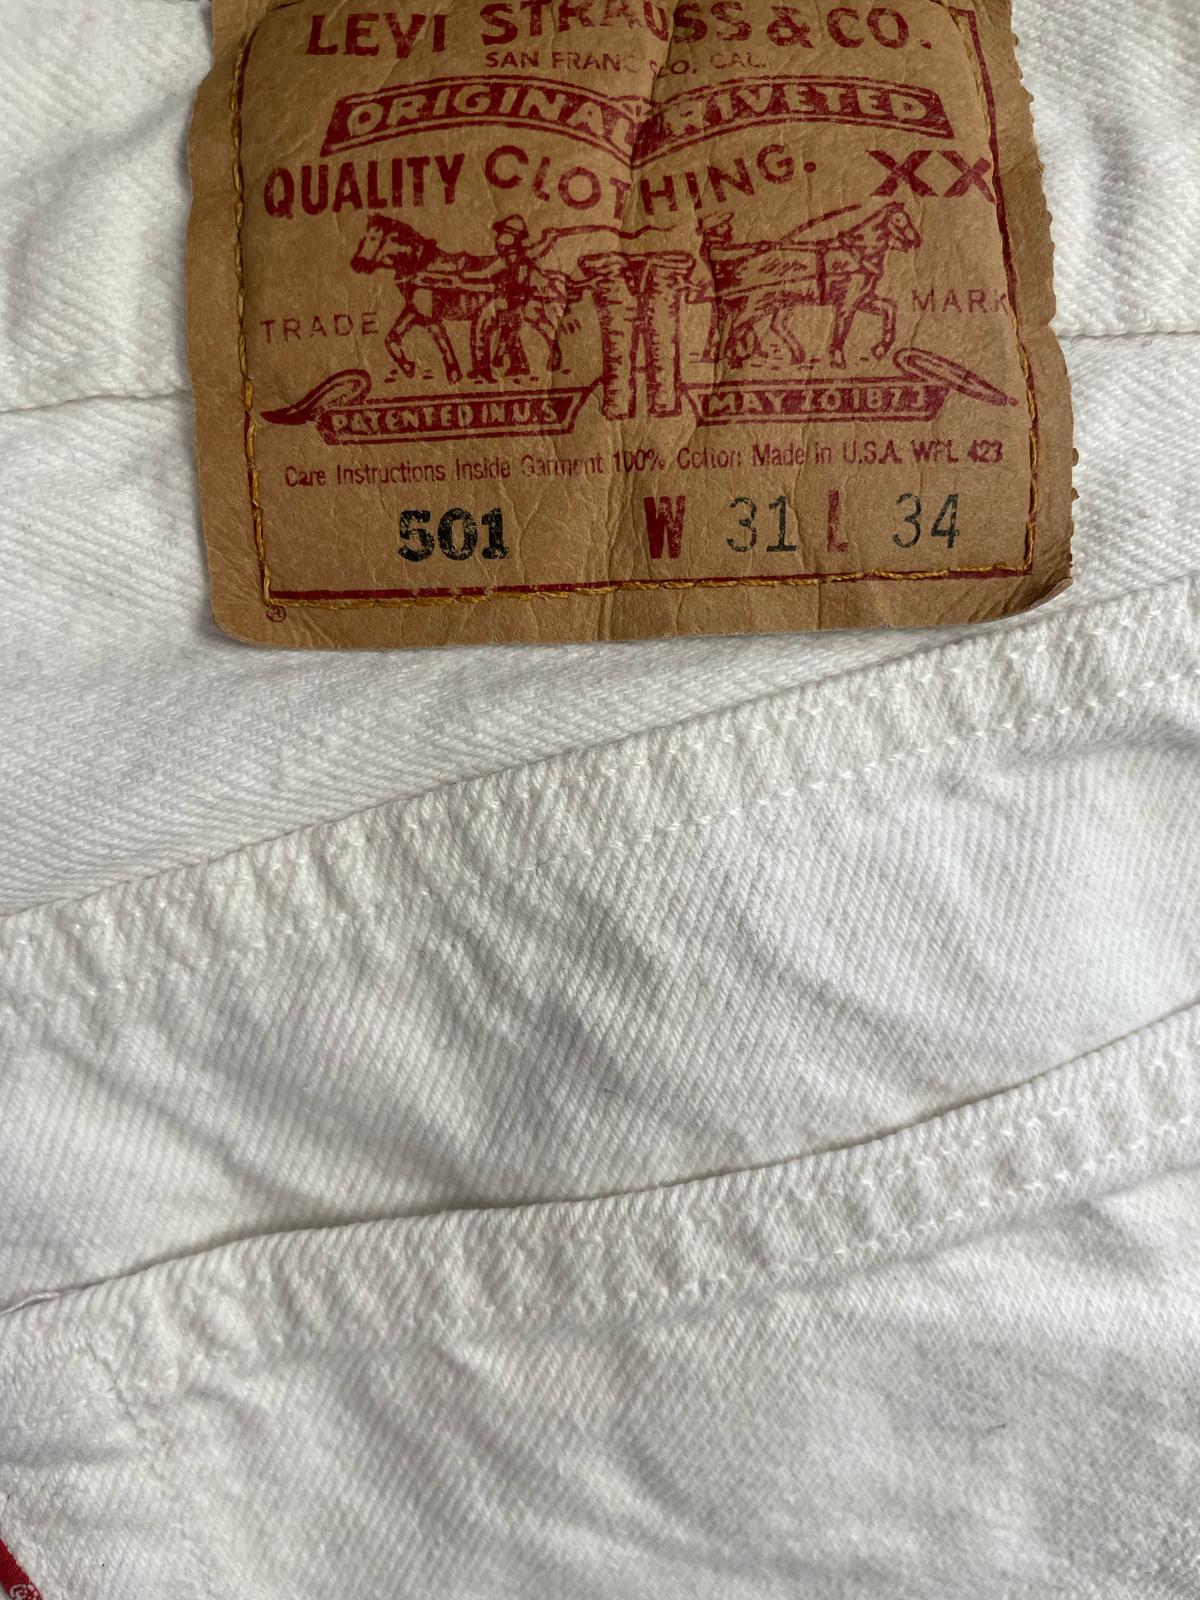 LEVI STRAUSS & CO.
SAN FRANCISCO, CAL.
ORIGINAL RIVETED
QUALITY CLOTHING. XX
TRADE MARK
PATENTED IN U.S. MAY 20 1873
Care Instructions Inside Garment 100% Cotton Made in U.S.A. WPL 423
501 W 31 L 34
®
®